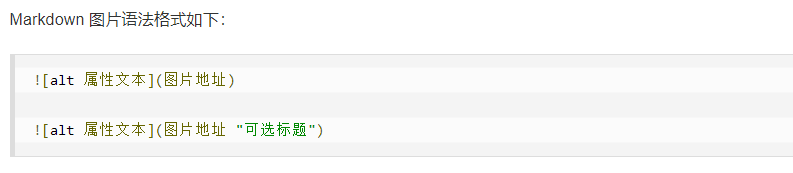 Markdown 图片语法格式如下：
![alt 属性文本](图片地址)
![alt 属性文本](图片地址 "可选标题")